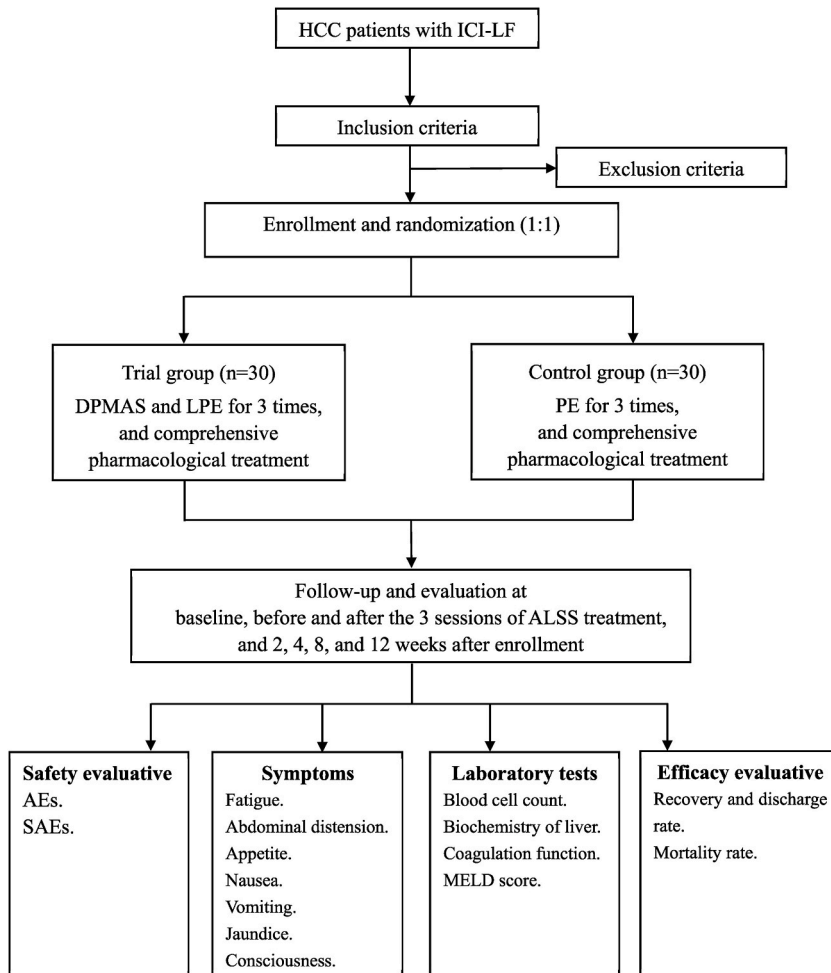 HCC patients with ICI-LF
Inclusion criteria
Exclusion criteria
Enrollment and randomization (1:1)
Trial group (n=30)
DPMAS and LPE for 3 times,
and comprehensive
pharmacological treatment
Control group (n=30)
PE for 3 times,
and comprehensive
pharmacological treatment
Follow-up and evaluation at
baseline, before and after the 3 sessions of ALSS treatment,
and 2, 4, 8, and 12 weeks after enrollment
Safety evaluative
AEs.
SAEs.
Symptoms
Fatigue.
Abdominal distension.
Appetite.
Nausea.
Vomiting.
Jaundice.
Consciousness.
Laboratory tests
Blood cell count.
Biochemistry of liver.
Coagulation function.
MELD score.
Efficacy evaluative
Recovery and discharge
rate.
Mortality rate.